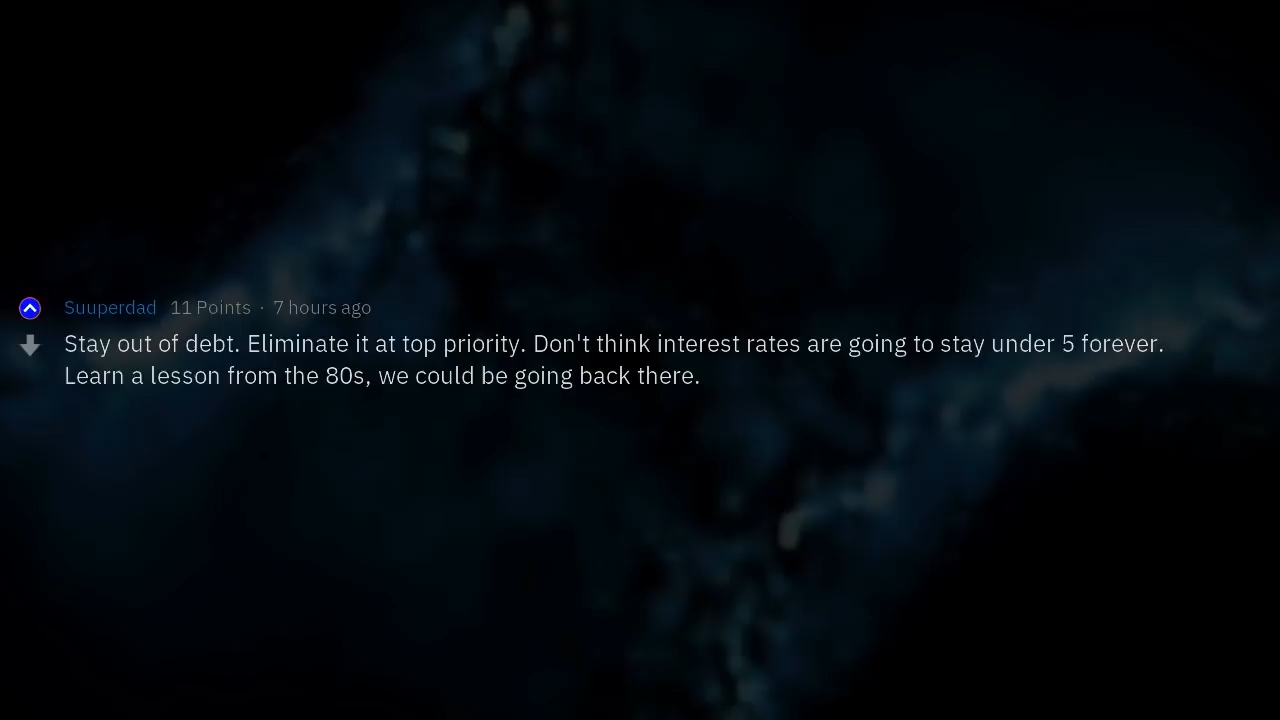 Suuperdad 11 Points · 7 hours ago
Stay out of debt. Eliminate it at top priority. Don't think interest rates are going to stay under 5 forever.
Learn a lesson from the 80s, we could be going back there.